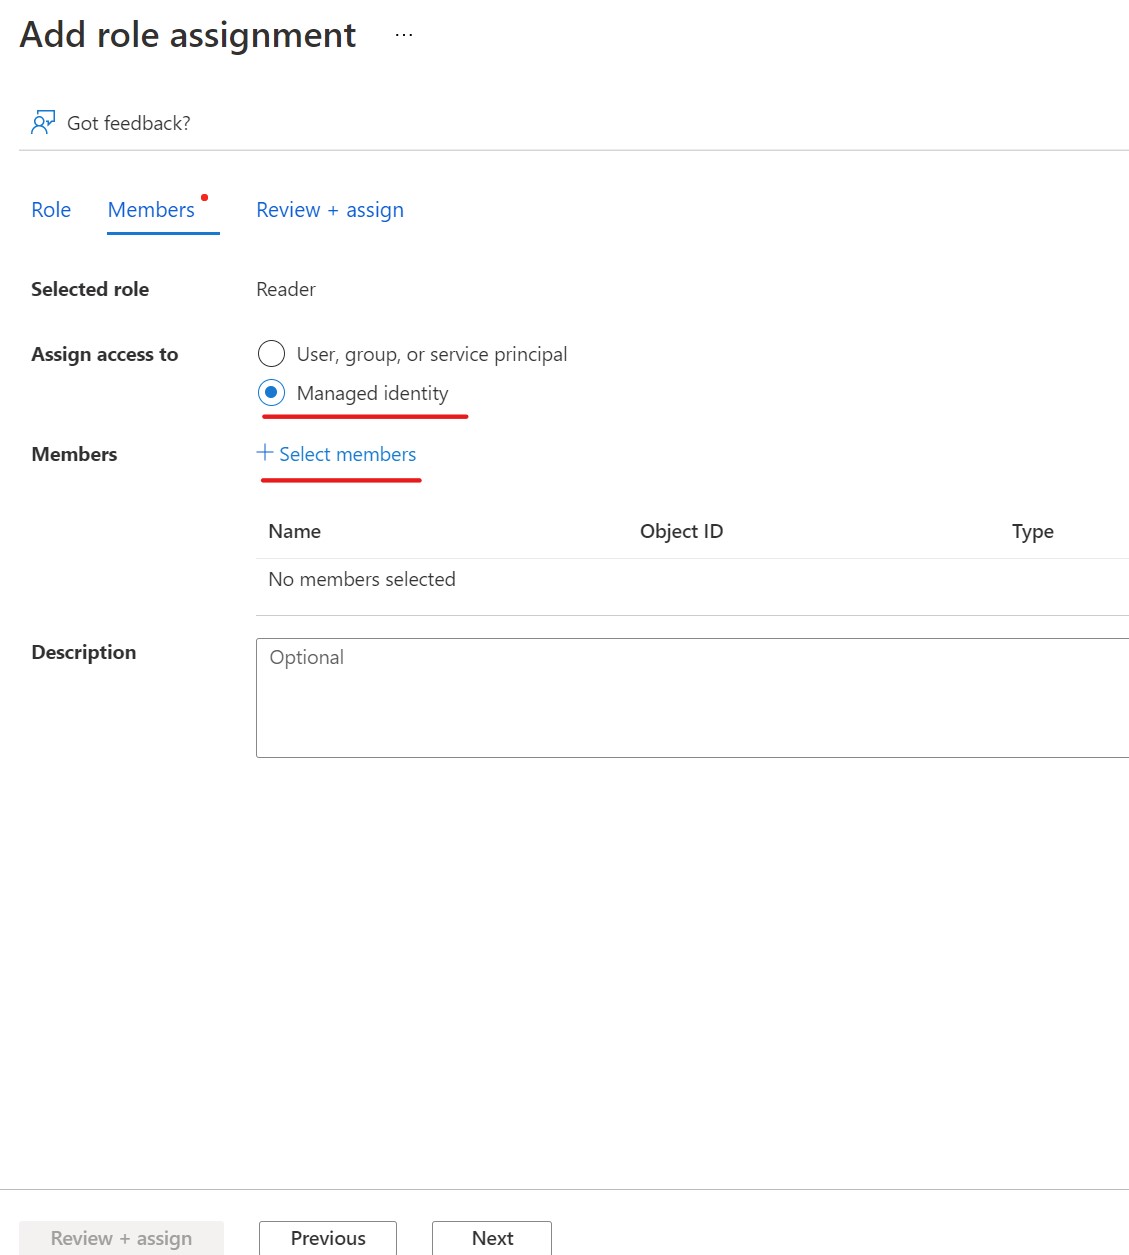 Add role assignment ...
Got feedback?
Role Members Review + assign
Selected role Reader
Assign access to User, group, or service principal
Managed identity
Members + Select members
Name Object ID Type
No members selected
Description Optional
Review + assign Previous Next